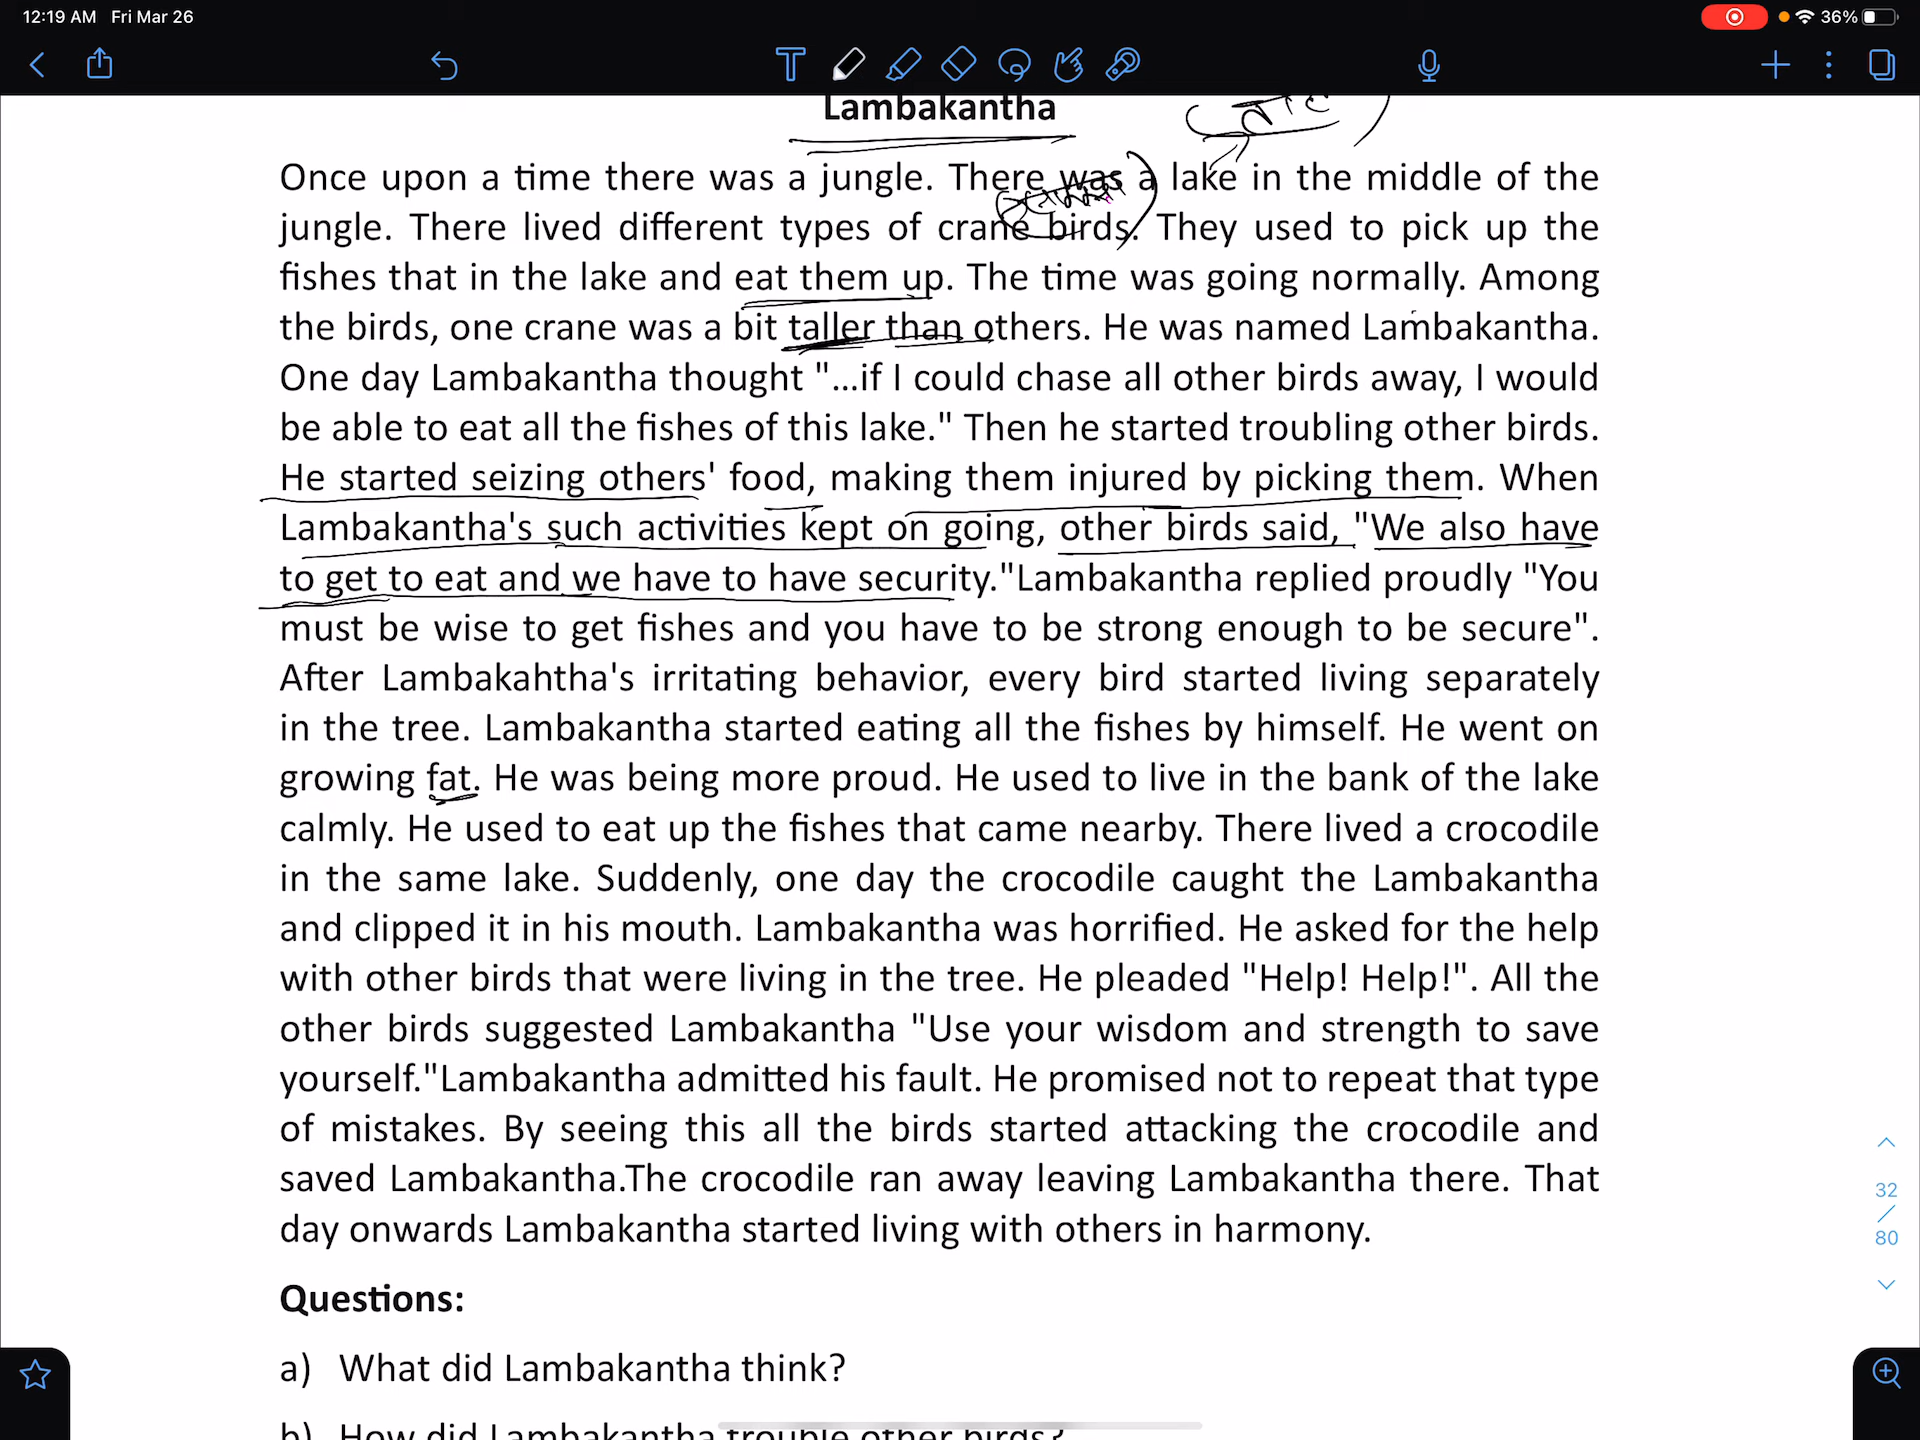 12:19 AM Fri Mar 26
36%
Lambakantha
Once upon a time there was a jungle. There was a lake in the middle of the
jungle. There lived different types of crane birds. They used to pick up the
fishes that in the lake and eat them up. The time was going normally. Among
the birds, one crane was a bit taller than others. He was named Lambakantha.
One day Lambakantha thought "...if I could chase all other birds away, I would
be able to eat all the fishes of this lake." Then he started troubling other birds.
He started seizing others' food, making them injured by picking them. When
Lambakantha's such activities kept on going, other birds said, "We also have
to get to eat and we have to have security."Lambakantha replied proudly "You
must be wise to get fishes and you have to be strong enough to be secure".
After Lambakahtha's irritating behavior, every bird started living separately
in the tree. Lambakantha started eating all the fishes by himself. He went on
growing fat. He was being more proud. He used to live in the bank of the lake
calmly. He used to eat up the fishes that came nearby. There lived a crocodile
in the same lake. Suddenly, one day the crocodile caught the Lambakantha
and clipped it in his mouth. Lambakantha was horrified. He asked for the help
with other birds that were living in the tree. He pleaded "Help! Help!". All the
other birds suggested Lambakantha "Use your wisdom and strength to save
yourself."Lambakantha admitted his fault. He promised not to repeat that type
of mistakes. By seeing this all the birds started attacking the crocodile and
saved Lambakantha.The crocodile ran away leaving Lambakantha there. That
day onwards Lambakantha started living with others in harmony.
Questions:
a) What did Lambakantha think?
b) How did Lambakantha trouble other birds?
32
/
80